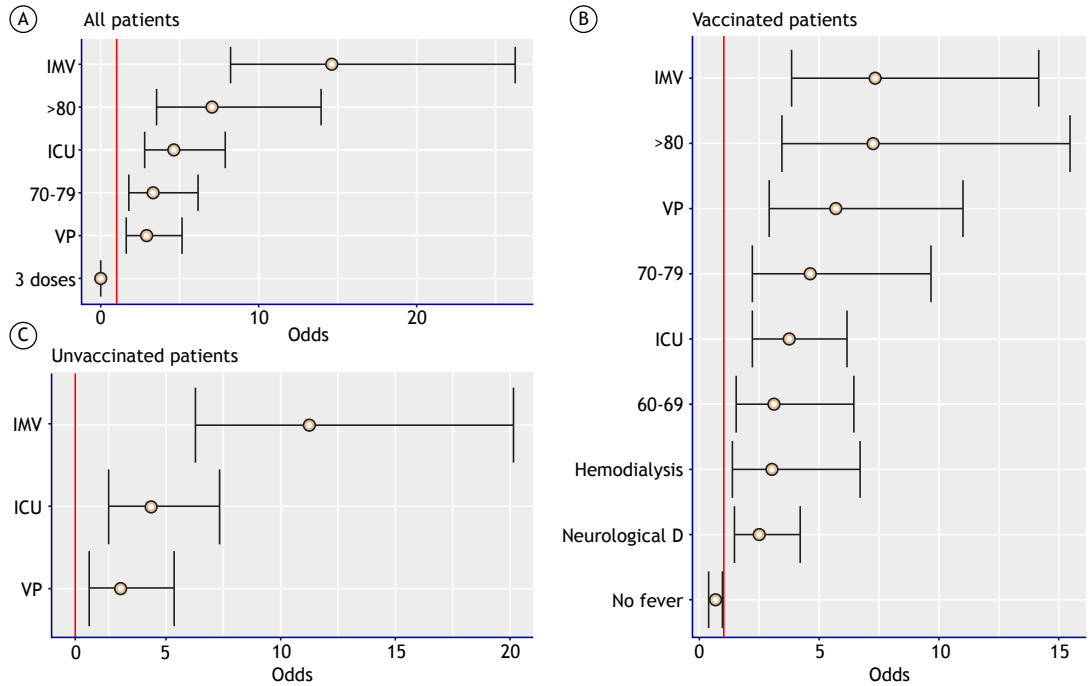 A
All patients
IMV
>80
ICU
70-79
VP
3 doses
0
10
20
Odds
B
Vaccinated patients
IMV
>80
VP
70-79
ICU
60-69
Hemodialysis
Neurological D
No fever
0
5
10
15
Odds
C
Unvaccinated patients
IMV
ICU
VP
0
5
10
15
20
Odds